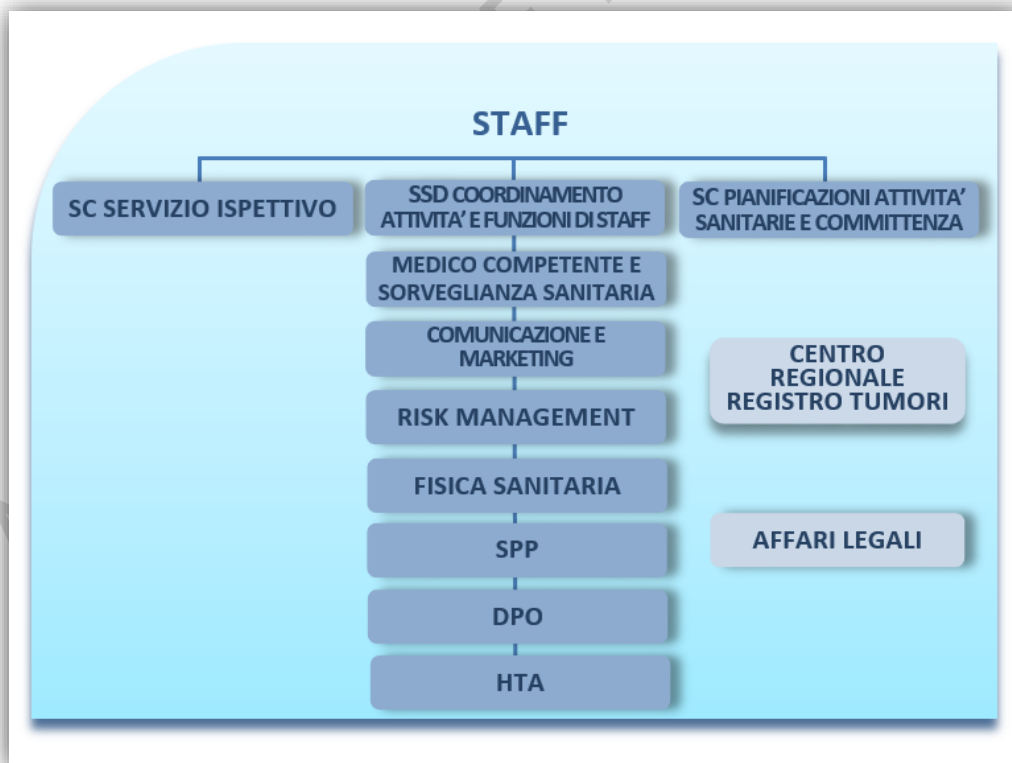 STAFF
SC SERVIZIO ISPETTIVO
SSD COORDINAMENTO
ATTIVITA' E FUNZIONI DI STAFF
SC PIANIFICAZIONI ATTIVITA'
SANITARIE E COMMITTENZA
MEDICO COMPETENTE E
SORVEGLIANZA SANITARIA
COMUNICAZIONE E
MARKETING
CENTRO
REGIONALE
REGISTRO TUMORI
RISK MANAGEMENT
FISICA SANITARIA
AFFARI LEGALI
SPP
DPO
HTA